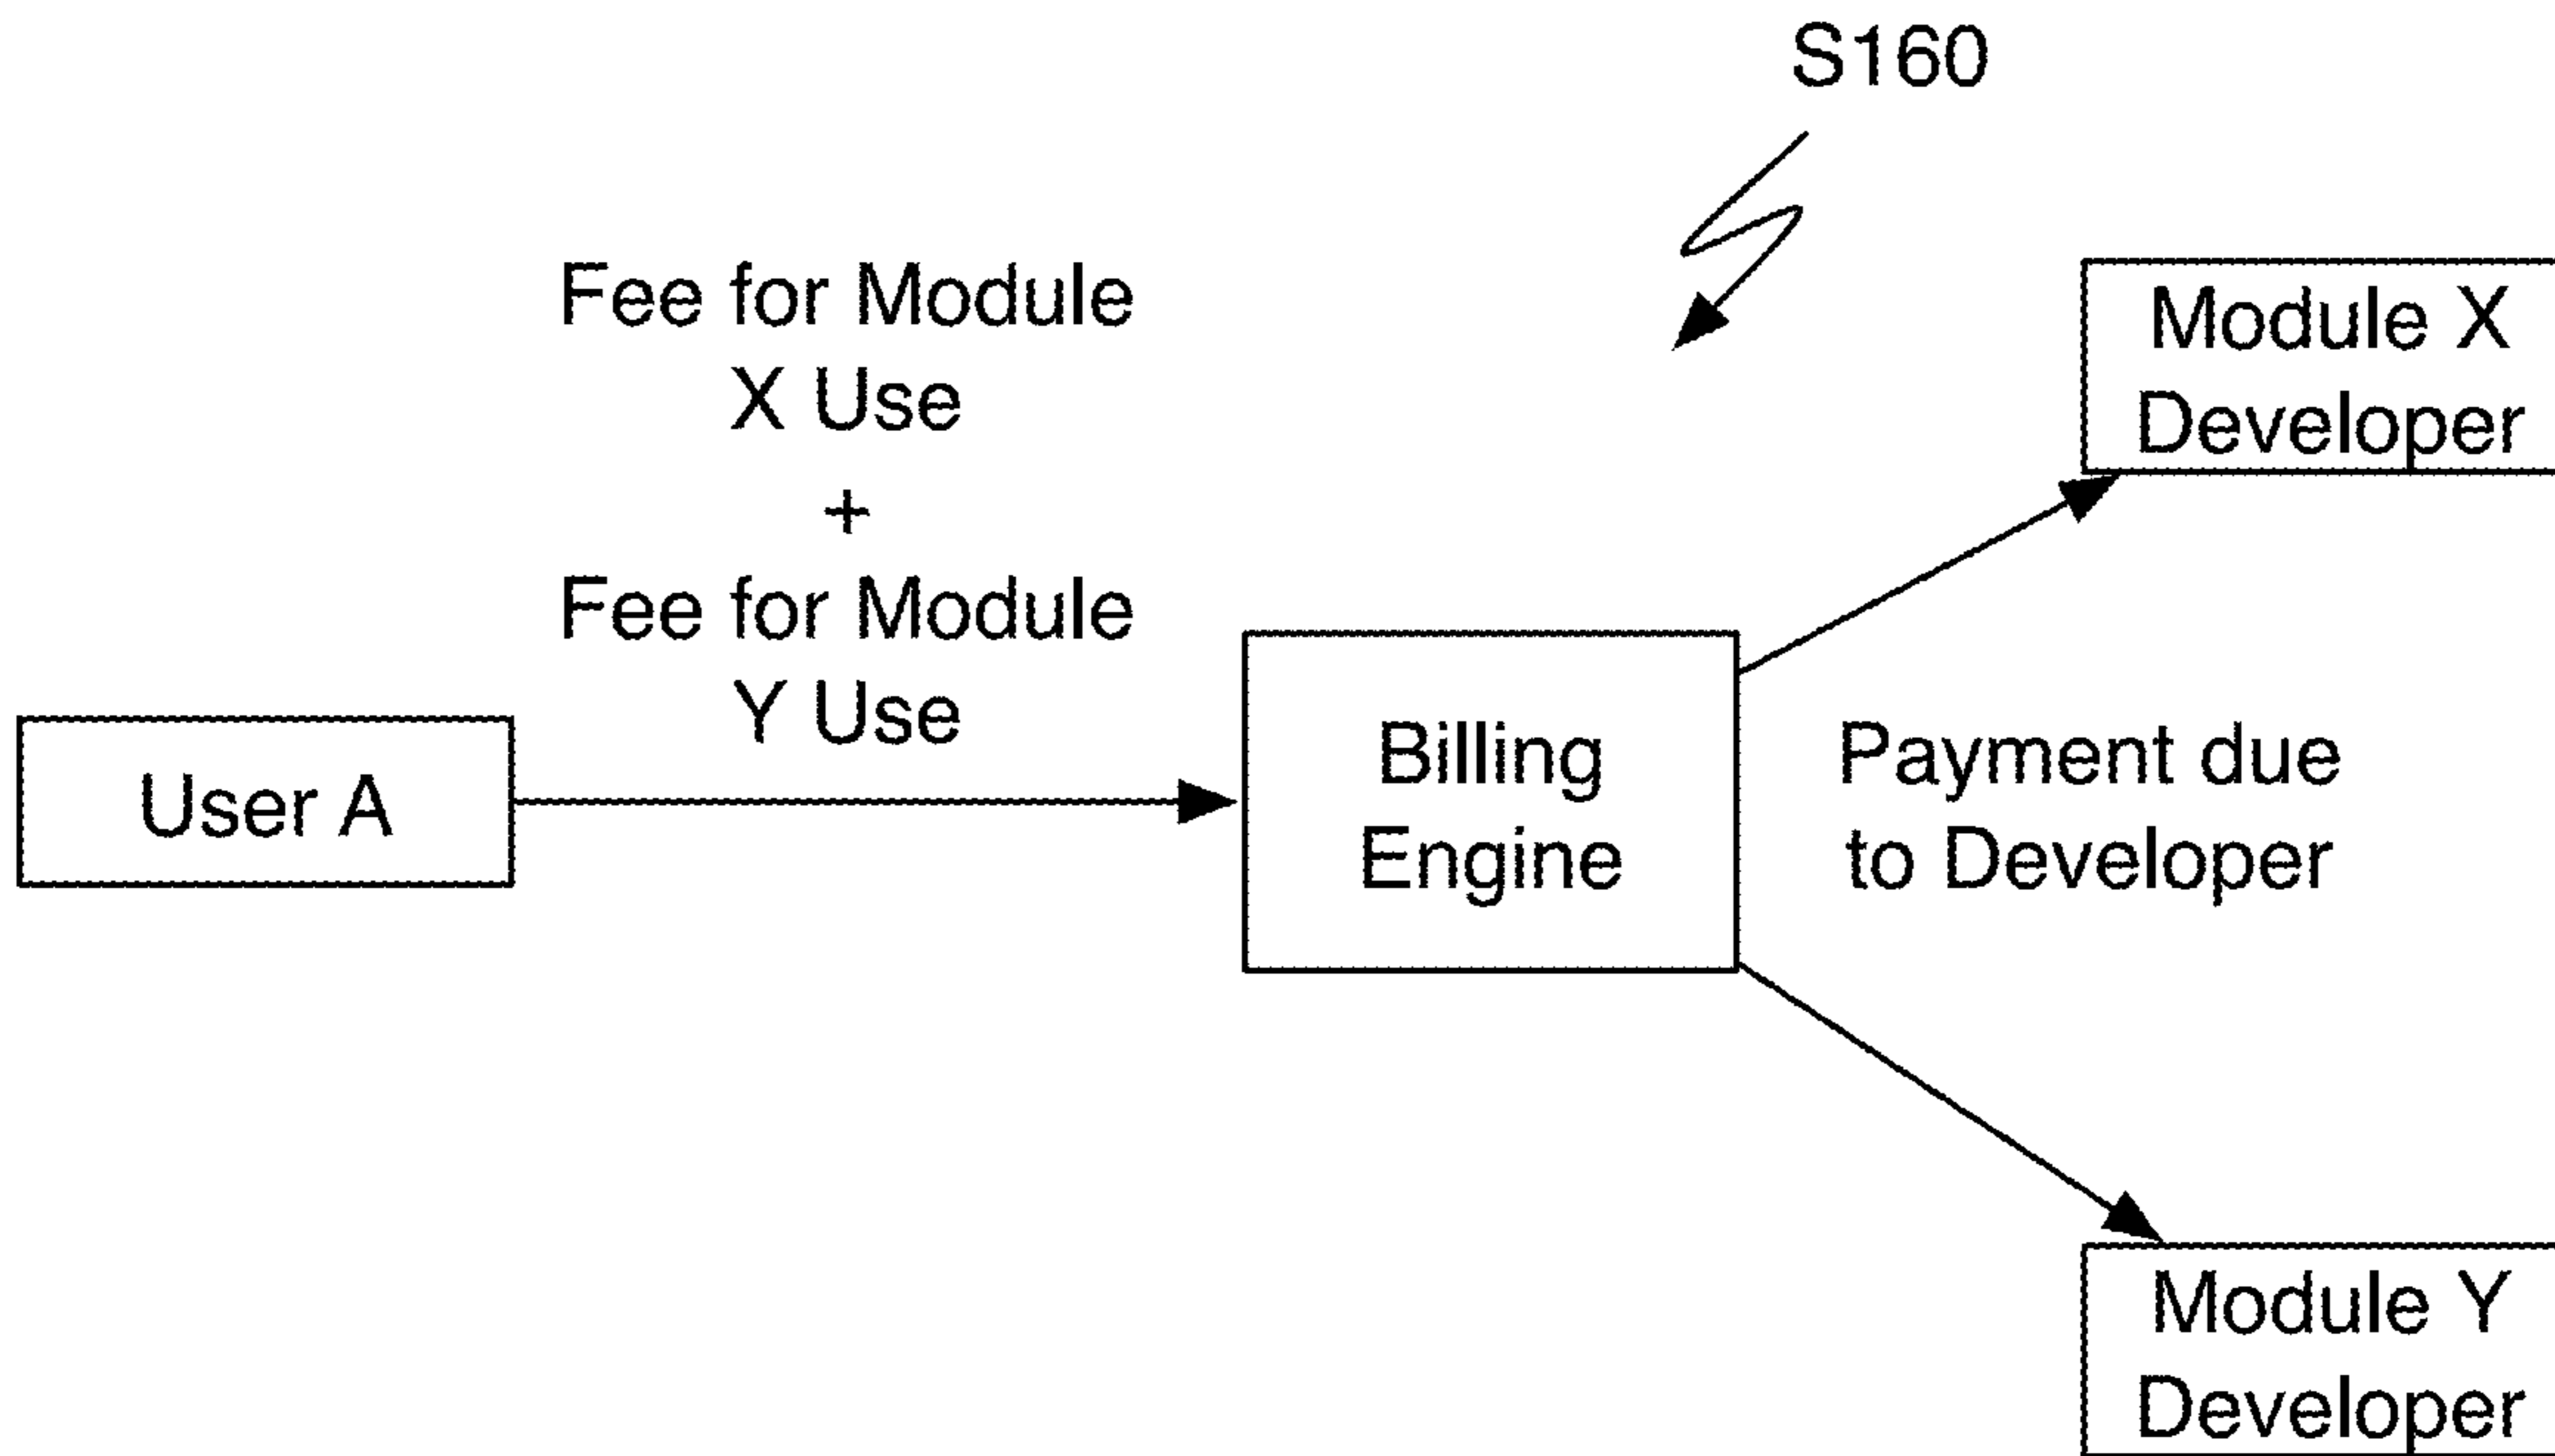 S160
Fee for Module
X Use
+
Fee for Module
Y Use
User A
Billing
Engine
Payment due
to Developer
Module X
Developer
Module Y
Developer